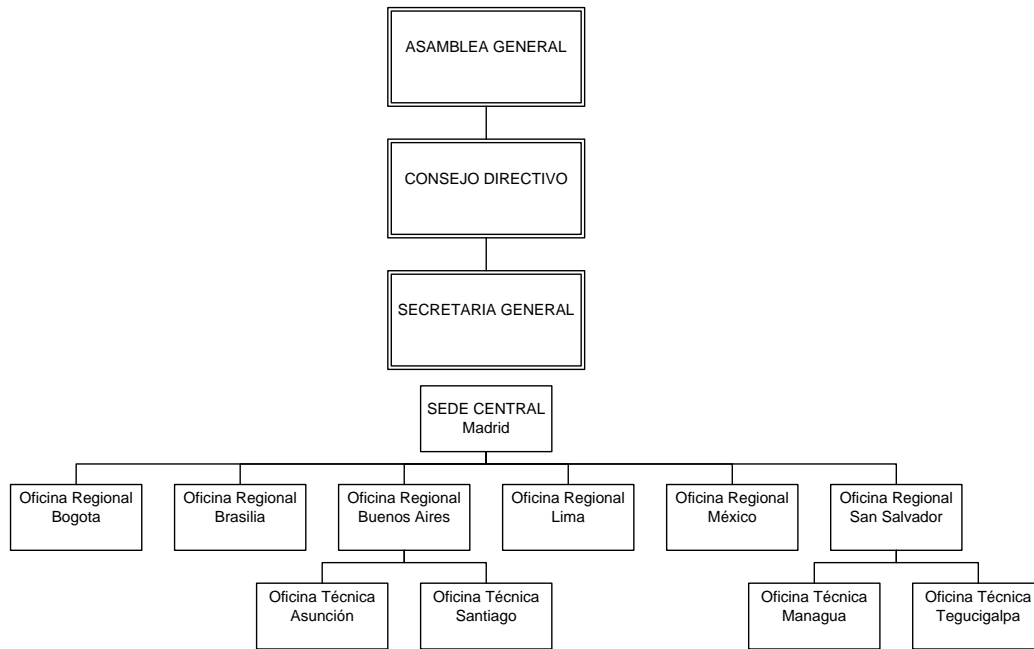 ASAMBLEA GENERAL
CONSEJO DIRECTIVO
SECRETARIA GENERAL
SEDE CENTRAL
Madrid
Oficina Regional
Bogota
Oficina Regional
Brasilia
Oficina Regional
Buenos Aires
Oficina Regional
Lima
Oficina Regional
México
Oficina Regional
San Salvador
Oficina Técnica
Asunción
Oficina Técnica
Santiago
Oficina Técnica
Managua
Oficina Técnica
Tegucigalpa